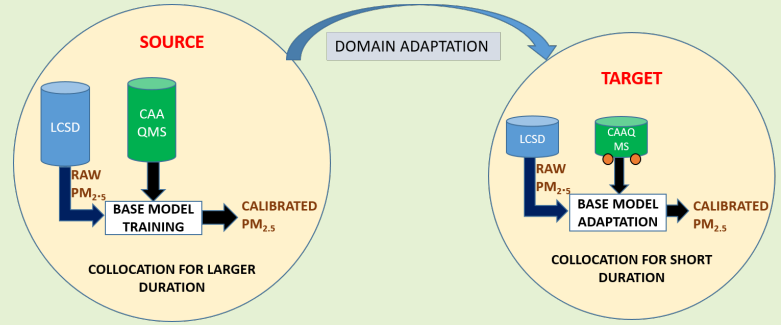 SOURCE
DOMAIN ADAPTATION
TARGET
LCSD
CAA
QMS
RAW
PM2.5
BASE MODEL
TRAINING
CALIBRATED
PM2.5
COLLOCATION FOR LARGER
DURATION
LCSD
CAAQ
MS
RAW
PM2.5
BASE MODEL
ADAPTATION
CALIBRATED
PM2.5
COLLOCATION FOR SHORT
DURATION